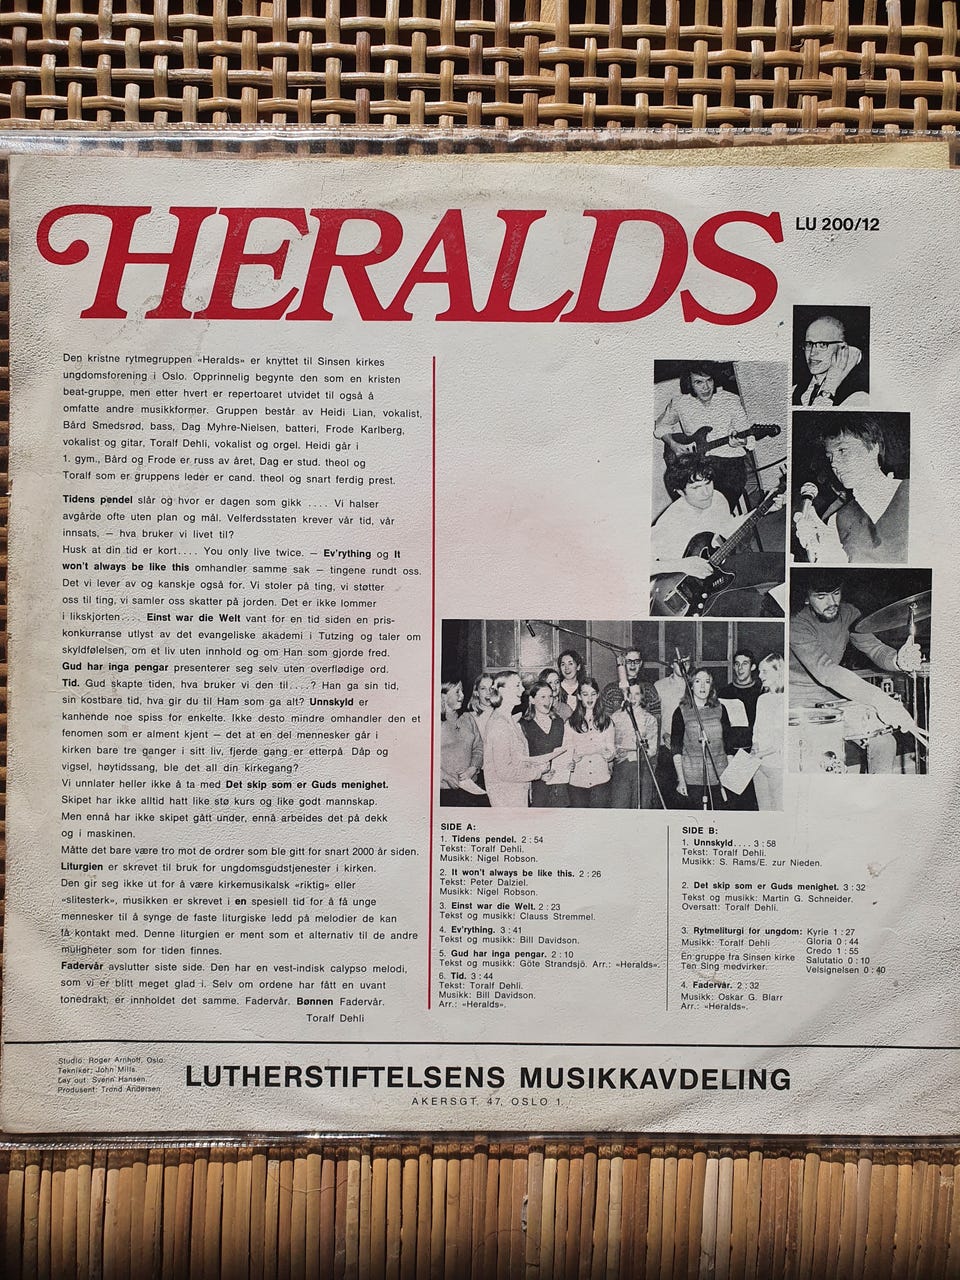 HERALDS
LU 200/12
Den kristne rytmegruppen «Heralds» er knyttet til Sinsen kirkes
ungdomsforening i Oslo. Opprinnelig begynte den som en kristen
beat-gruppe, men etter hvert er repertoaret utvidet til også å
omfatte andre musikkformer. Gruppen består av Heidi Lian, vokalist,
Bård Smedsrød, bass, Dag Myhre-Nielsen, batteri, Frode Karlberg,
vokalist og gitar, Toralf Dehli, vokalist og orgel. Heidi går i
1. gym., Bård og Frode er russ av året, Dag er stud. theol og
Toralf som er gruppens leder er cand. theol og snart ferdig prest.
Tidens pendel slår og hvor er dagen som gikk .... Vi halser
avgårde ofte uten plan og mål. Velferdsstaten krever vår tid, vår
innsats, — hva bruker vi livet til?
Husk at din tid er kort.... You only live twice. — Ev'rything og It
won't always be like this omhandler samme sak — tingene rundt oss.
Det vi lever av og kanskje også for. Vi stoler på ting, vi støtter
oss til ting, vi samler oss skatter på jorden. Det er ikke lommer
i likskjorten.... Einst war die Welt vant for en tid siden en pris-
konkurranse utlyst av det evangeliske akademi i Tutzing og taler om
skyldfølelsen, om et liv uten innhold og om Han som gjorde fred.
Gud har inga pengar presenterer seg selv uten overflødige ord.
Tid. Gud skapte tiden, hva bruker vi den til....? Han ga sin tid,
sin kostbare tid, hva gir du til Ham som ga alt? Unnskyld er
kanhende noe spiss for enkelte. Ikke desto mindre omhandler den et
fenomen som er alment kjent — det at en del mennesker går i
kirken bare tre ganger i sitt liv, fjerde gang er etterpå. Dåp og
vigsel, høytidssang, ble det all din kirkegang?
Vi unnlater heller ikke å ta med Det skip som er Guds menighet.
Skipet har ikke alltid hatt like stø kurs og like godt mannskap.
Men ennå har ikke skipet gått under, ennå arbeides det på dekk
og i maskinen.
Måtte det bare være tro mot de ordrer som ble gitt for snart 2000 år siden.
Liturgien er skrevet til bruk for ungdomsgudstjenester i kirken.
Den gir seg ikke ut for å være kirkemusikalsk «riktig» eller
«slitesterk», musikken er skrevet i en spesiell tid for å få unge
mennesker til å synge de faste liturgiske ledd på melodier de kan
få kontakt med. Denne liturgien er ment som et alternativ til de andre
muligheter som for tiden finnes.
Fadervår avslutter siste side. Den har en vest-indisk calypso melodi,
som vi er blitt meget glad i. Selv om ordene har fått en uvant
tonedrakt, er innholdet det samme. Fadervår. Bønnen Fadervår.
Toralf Dehli
SIDE A:
1. Tidens pendel. 2 : 54
Tekst: Toralf Dehli.
Musikk: Nigel Robson.
2. It won't always be like this. 2 : 26
Tekst: Peter Dalziel.
Musikk: Nigel Robson.
3. Einst war die Welt. 2 : 23
Tekst og musikk: Clauss Stremmel.
4. Ev'rything. 3 : 41
Tekst og musikk: Bill Davidson.
5. Gud har inga pengar. 2 : 10
Tekst og musikk: Göte Strandsjö. Arr.: «Heralds».
6. Tid. 3 : 44
Tekst: Toralf Dehli.
Musikk: Bill Davidson.
Arr.: «Heralds».
SIDE B:
1. Unnskyld.... 3 : 58
Tekst: Toralf Dehli.
Musikk: S. Rams/E. zur Nieden.
2. Det skip som er Guds menighet. 3 : 32
Tekst og musikk: Martin G. Schneider.
Oversatt: Toralf Dehli.
3. Rytmeliturgi for ungdom: Kyrie 1 : 27
Musikk: Toralf Dehli Gloria 0 : 44
Credo 1 : 55
En gruppe fra Sinsen kirke Salutatio 0 : 10
Ten Sing medvirker. Velsignelsen 0 : 40
4. Fadervår. 2 : 32
Musikk: Oskar G. Blarr
Arr.: «Heralds».
Studio: Roger Arnhoff, Oslo.
Tekniker: John Mills.
Lay out: Svenn Hansen.
Produsent: Trond Andersen.
LUTHERSTIFTELSENS MUSIKKAVDELING
AKERSGT. 47, OSLO 1.